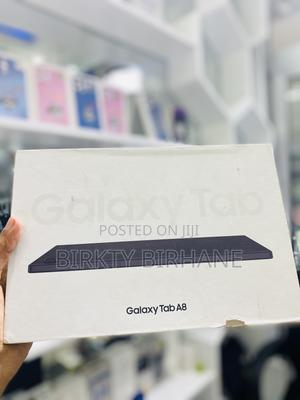 Galaxy Tab
POSTED ON JIJI
BIRKTY BIRHANE
Galaxy Tab A8